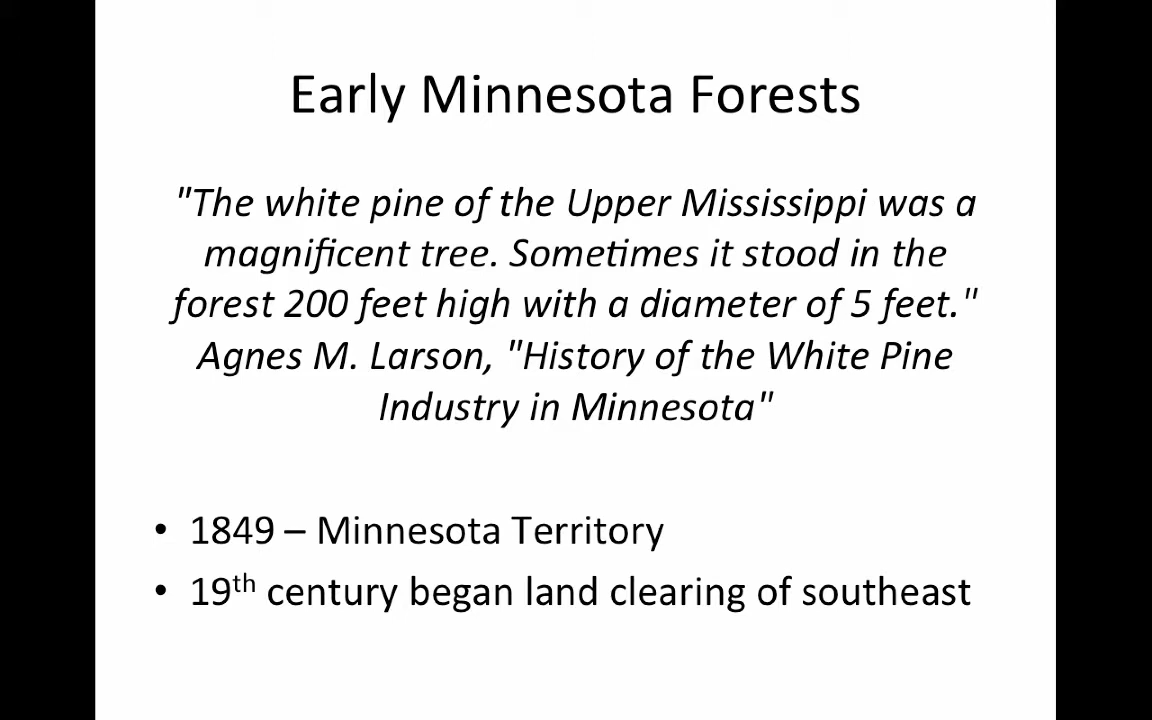 Early Minnesota Forests
"The white pine of the Upper Mississippi was a
magnificent tree. Sometimes it stood in the
forest 200 feet high with a diameter of 5 feet."
Agnes M. Larson, "History of the White Pine
Industry in Minnesota"
• 1849 – Minnesota Territory
• 19th century began land clearing of southeast